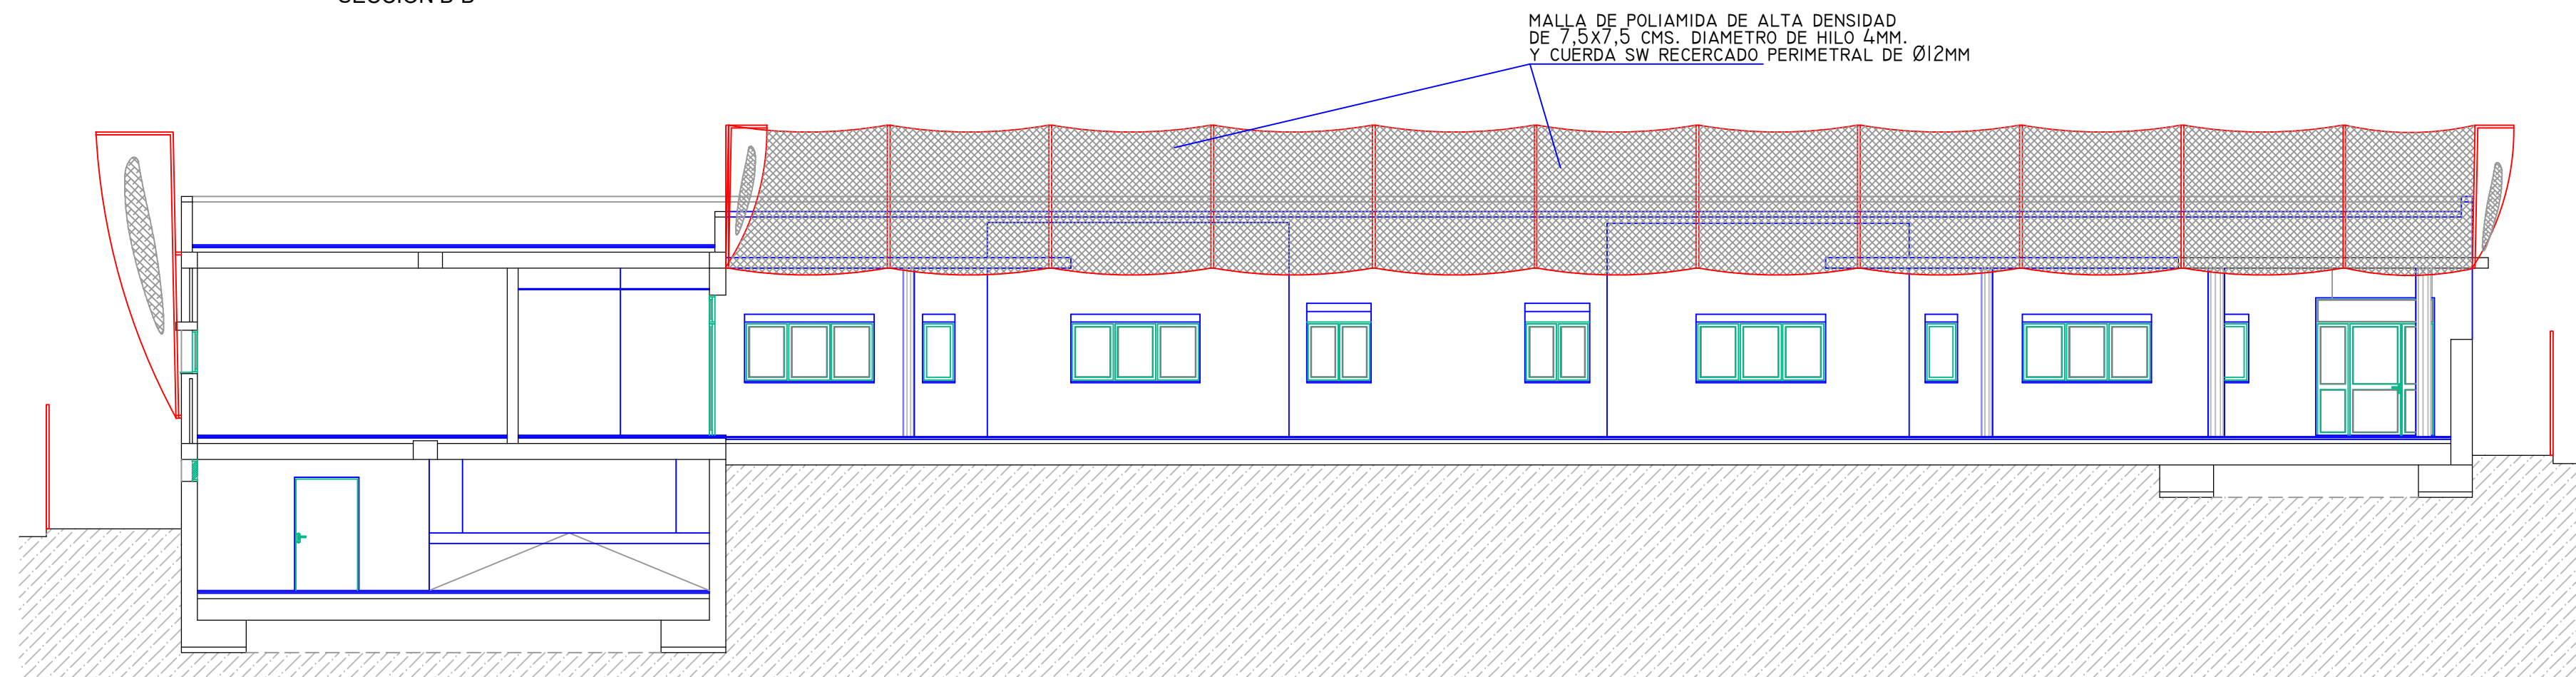 SECCION B-B
MALLA DE POLIAMIDA DE ALTA DENSIDAD
DE 7,5X7,5 CMS. DIAMETRO DE HILO 4MM.
Y CUERDA SW RECERCADO PERIMETRAL DE Ø12MM